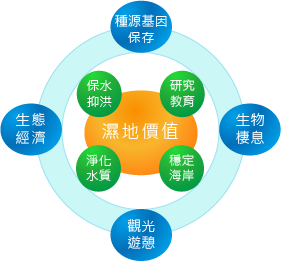 種源基因
保存
保水
抑洪
研究
教育
生態
經濟
濕地價值
生物
棲息
淨化
水質
穩定
海岸
觀光
遊憩